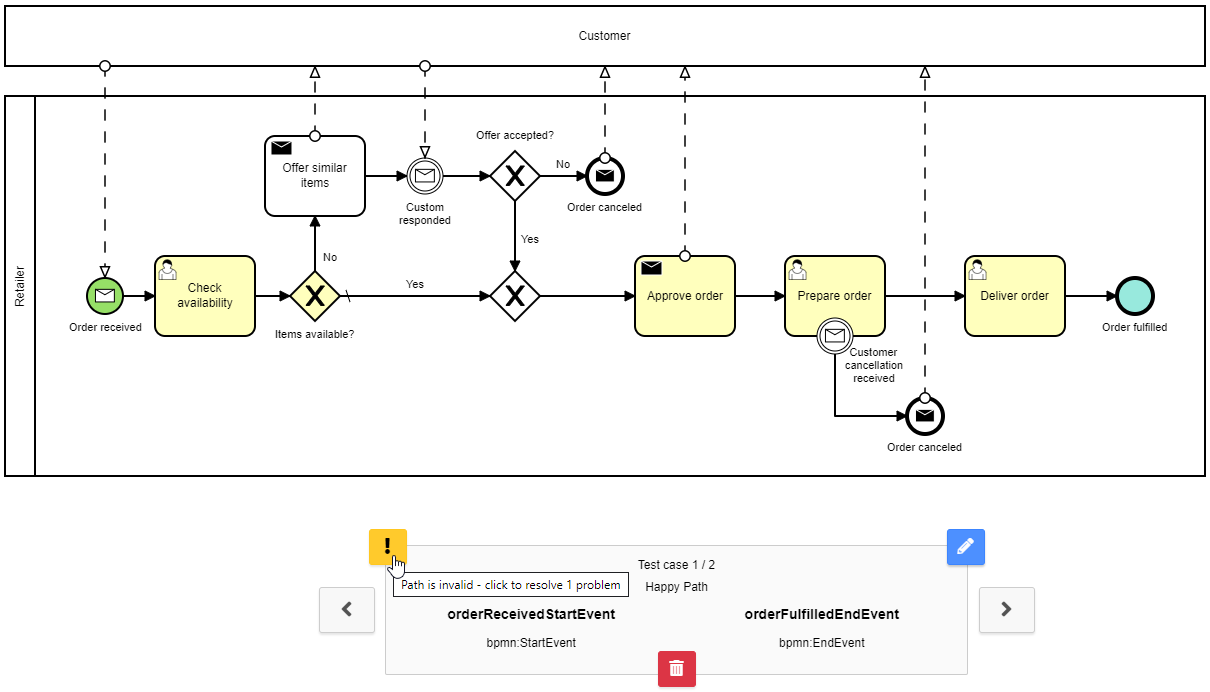 Customer
Retailer
Offer accepted?
Offer similar
items
No
Custom
responded
Order canceled
Yes
No
Check
availability
Yes
Approve order
Prepare order
Deliver order
Order received
Items available?
Order fulfilled
Customer
cancellation
received
Order canceled
!
Test case 1 / 2
Path is invalid - click to resolve 1 problem
Happy Path
orderReceivedStartEvent
orderFulfilledEndEvent
bpmn:StartEvent
bpmn:EndEvent